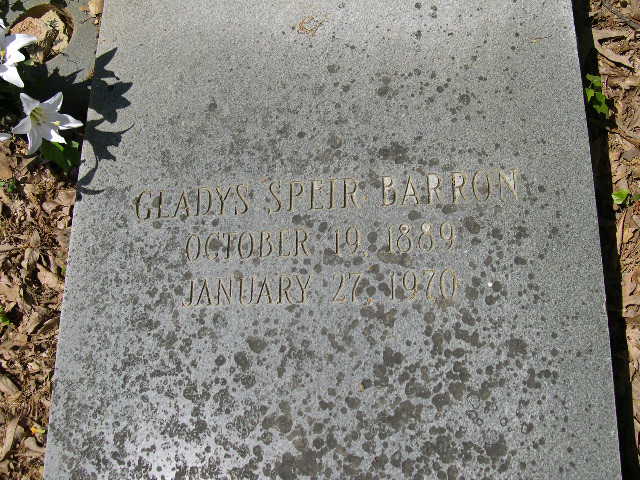 GLADYS SPEIR BARRON
OCTOBER 19, 1889
JANUARY 27, 1970